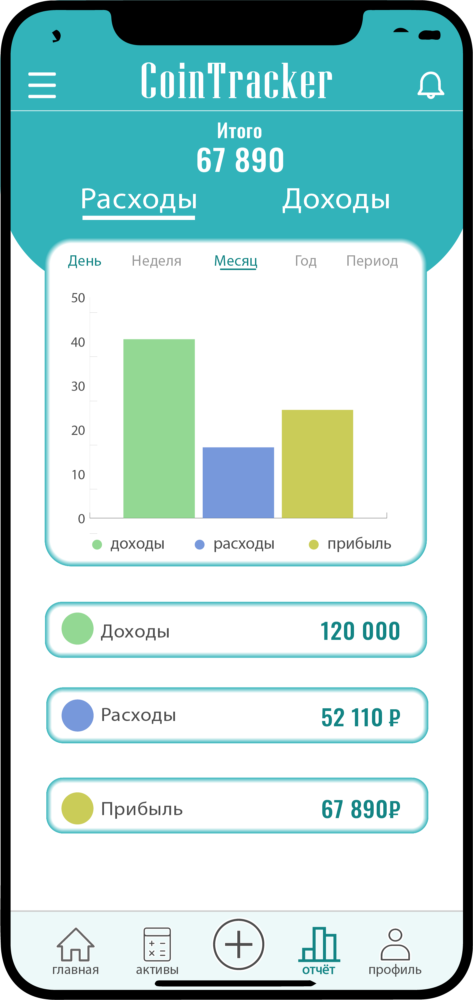 CoinTracker
Итого
67 890
Расходы Доходы
День Неделя Месяц Год Период
50
40
30
20
10
0
доходы расходы прибыль
Доходы 120 000
Расходы 52 110 ₽
Прибыль 67 890₽
главная активы отчёт профиль